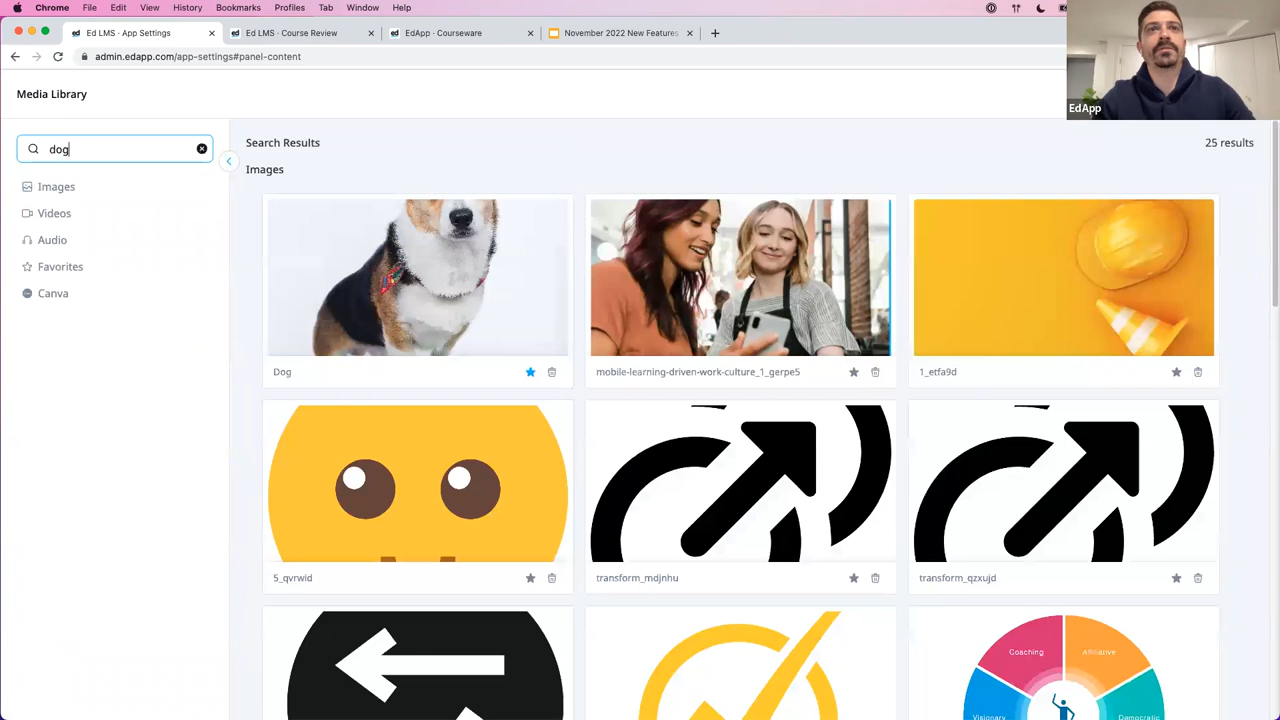 Chrome File Edit View History Bookmarks Profiles Tab Window Help
Ed LMS - App Settings
Ed LMS - Course Review
EdApp - Courseware
November 2022 New Features
admin.edapp.com/app-settings#panel-content
EdApp
Media Library
dog
Images
Videos
Audio
Favorites
Canva
Search Results
25 results
Images
Dog
mobile-learning-driven-work-culture_1_gerpe5
1_etfa9d
5_qvrwid
transform_mdjnhu
transform_qzxujd
Coaching
Affiliative
Visionary
Democratic